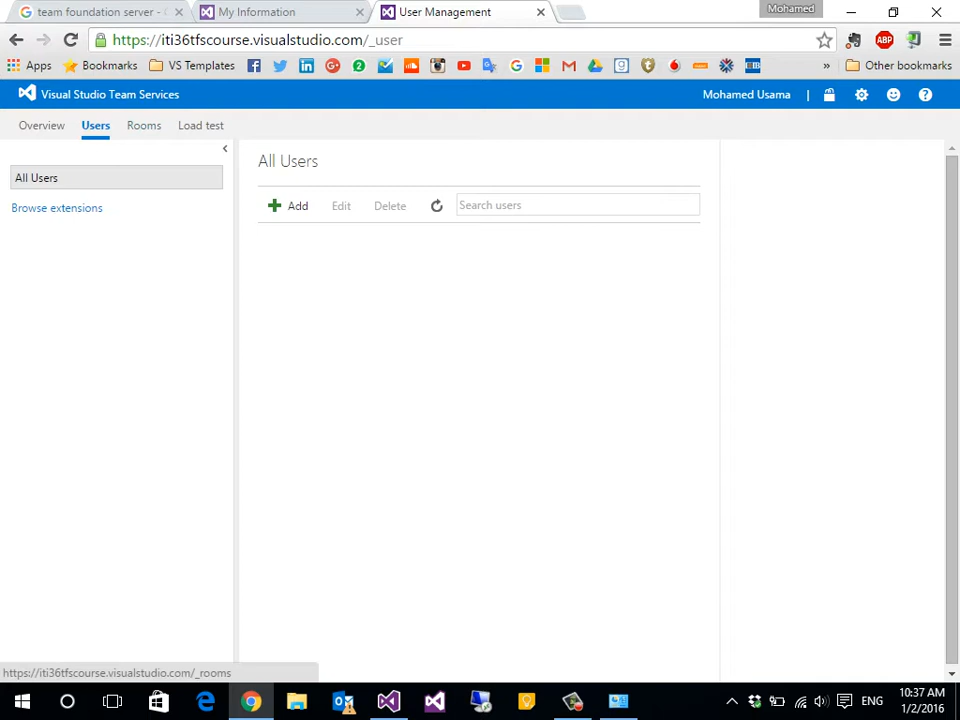 team foundation server -
My Information
User Management
Mohamed
https://iti36tfscourse.visualstudio.com/_user
Apps
Bookmarks
VS Templates
Other bookmarks
Visual Studio Team Services
Mohamed Usama
Overview
Users
Rooms
Load test
All Users
Browse extensions
All Users
Add
Edit
Delete
Search users
https://iti36tfscourse.visualstudio.com/_rooms
ENG
10:37 AM
1/2/2016